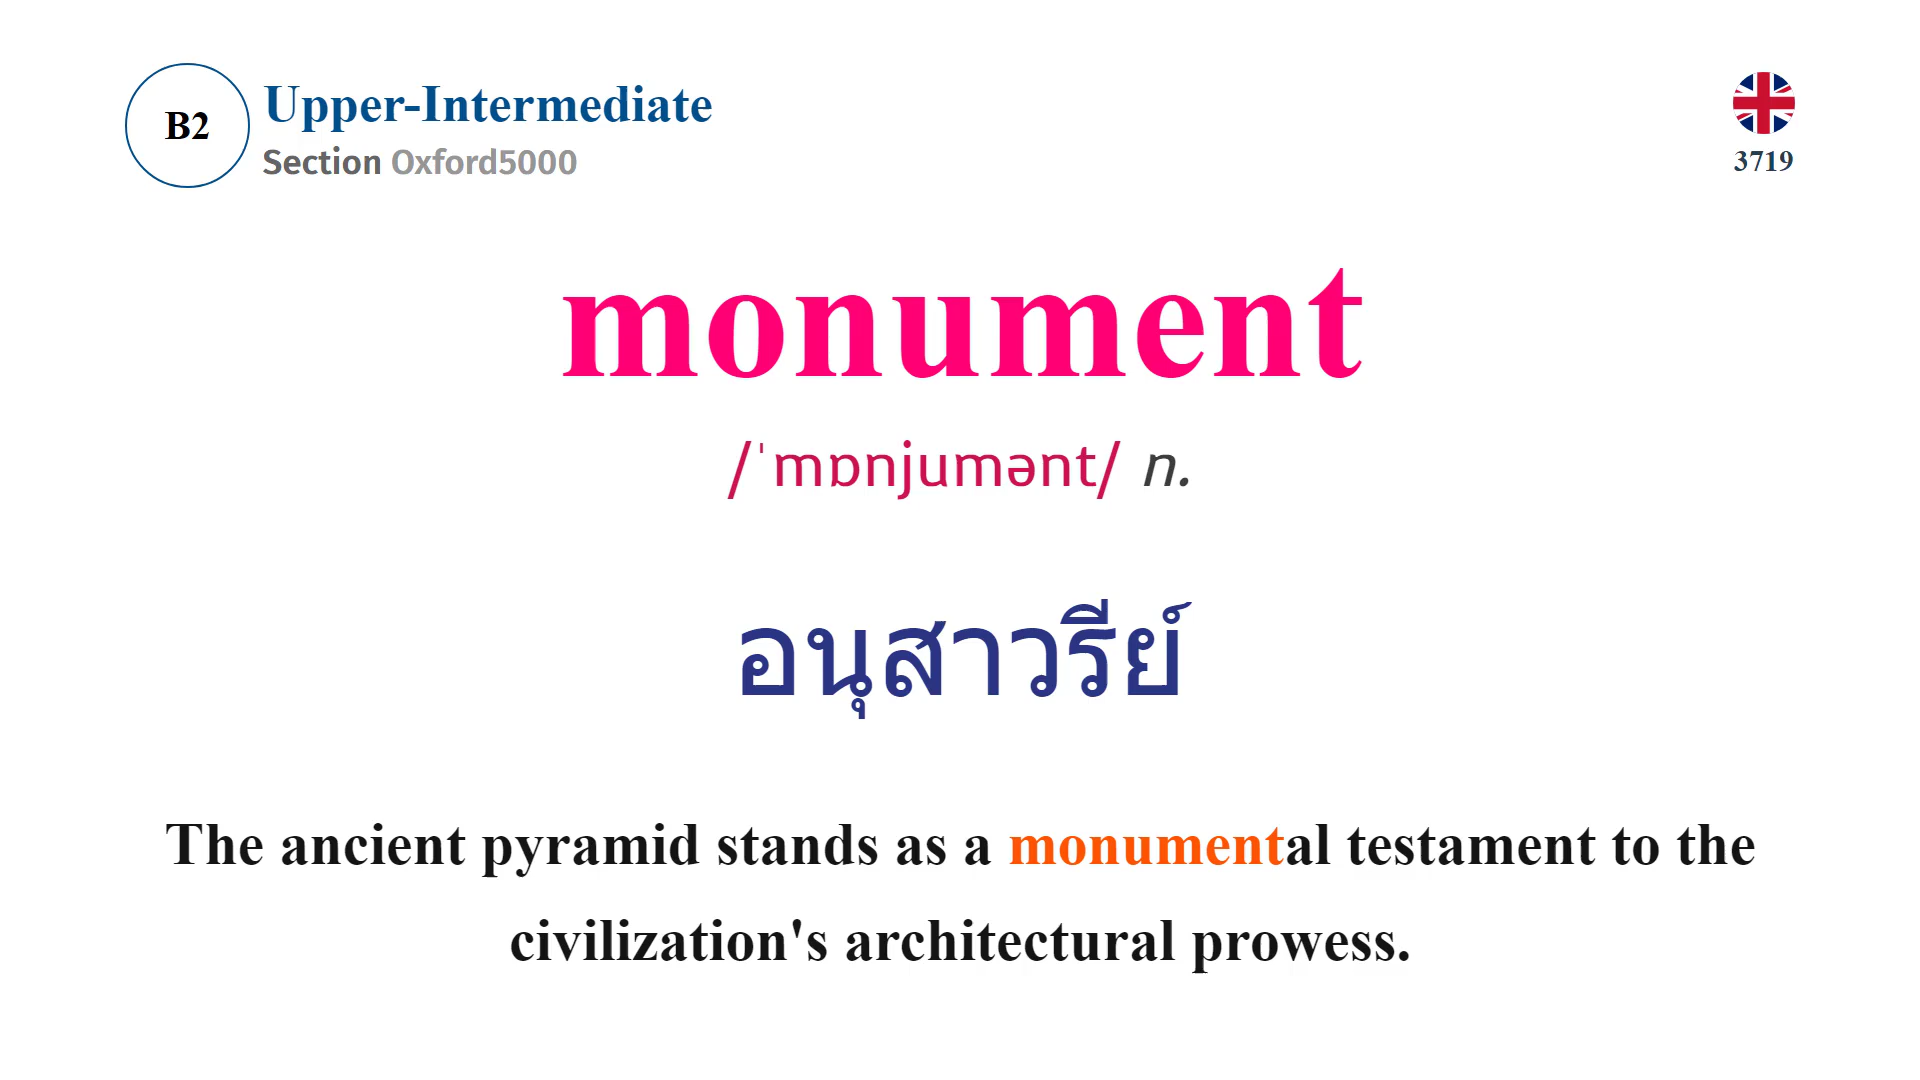 B2
Upper-Intermediate
Section Oxford5000
3719
monument
/ˈmɒnjumənt/ n.
อนุสาวรีย์
The ancient pyramid stands as a monumental testament to the
civilization's architectural prowess.